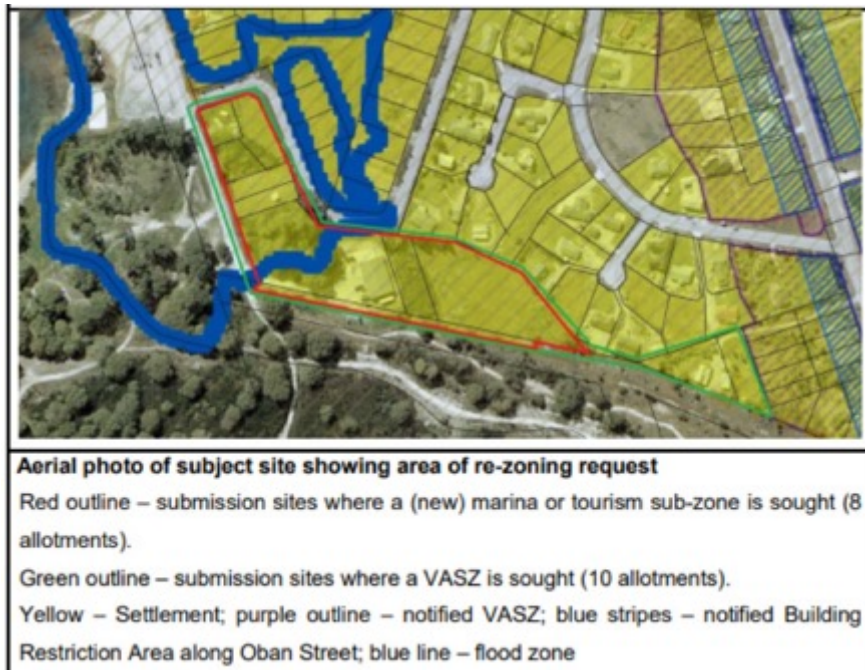 Aerial photo of subject site showing area of re-zoning request
Red outline – submission sites where a (new) marina or tourism sub-zone is sought (8
allotments).
Green outline – submission sites where a VASZ is sought (10 allotments).
Yellow – Settlement; purple outline – notified VASZ; blue stripes – notified Building
Restriction Area along Oban Street; blue line – flood zone